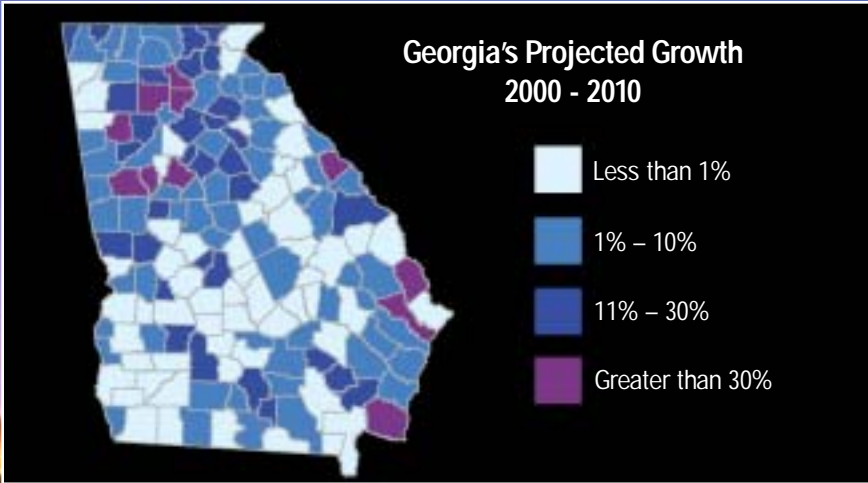 Georgia's Projected Growth
2000 - 2010
Less than 1%
1% – 10%
11% – 30%
Greater than 30%